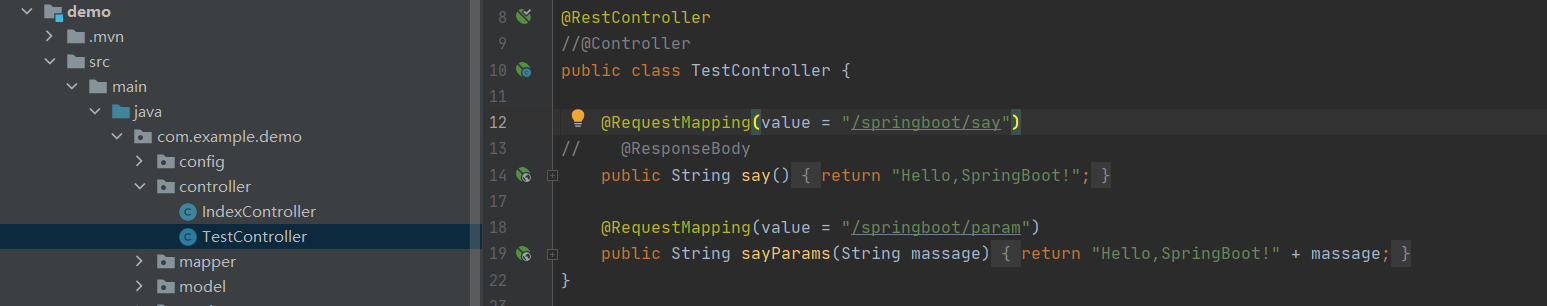 demo
.mvn
src
main
java
com.example.demo
config
controller
IndexController
TestController
mapper
model
8 @RestController
9 //@Controller
10 public class TestController {
11
12 @RequestMapping(value = "/springboot/say")
13 // @ResponseBody
14 public String say() { return "Hello,SpringBoot!"; }
17
18 @RequestMapping(value = "/springboot/param")
19 public String sayParams(String massage) { return "Hello,SpringBoot!" + massage; }
22 }
23